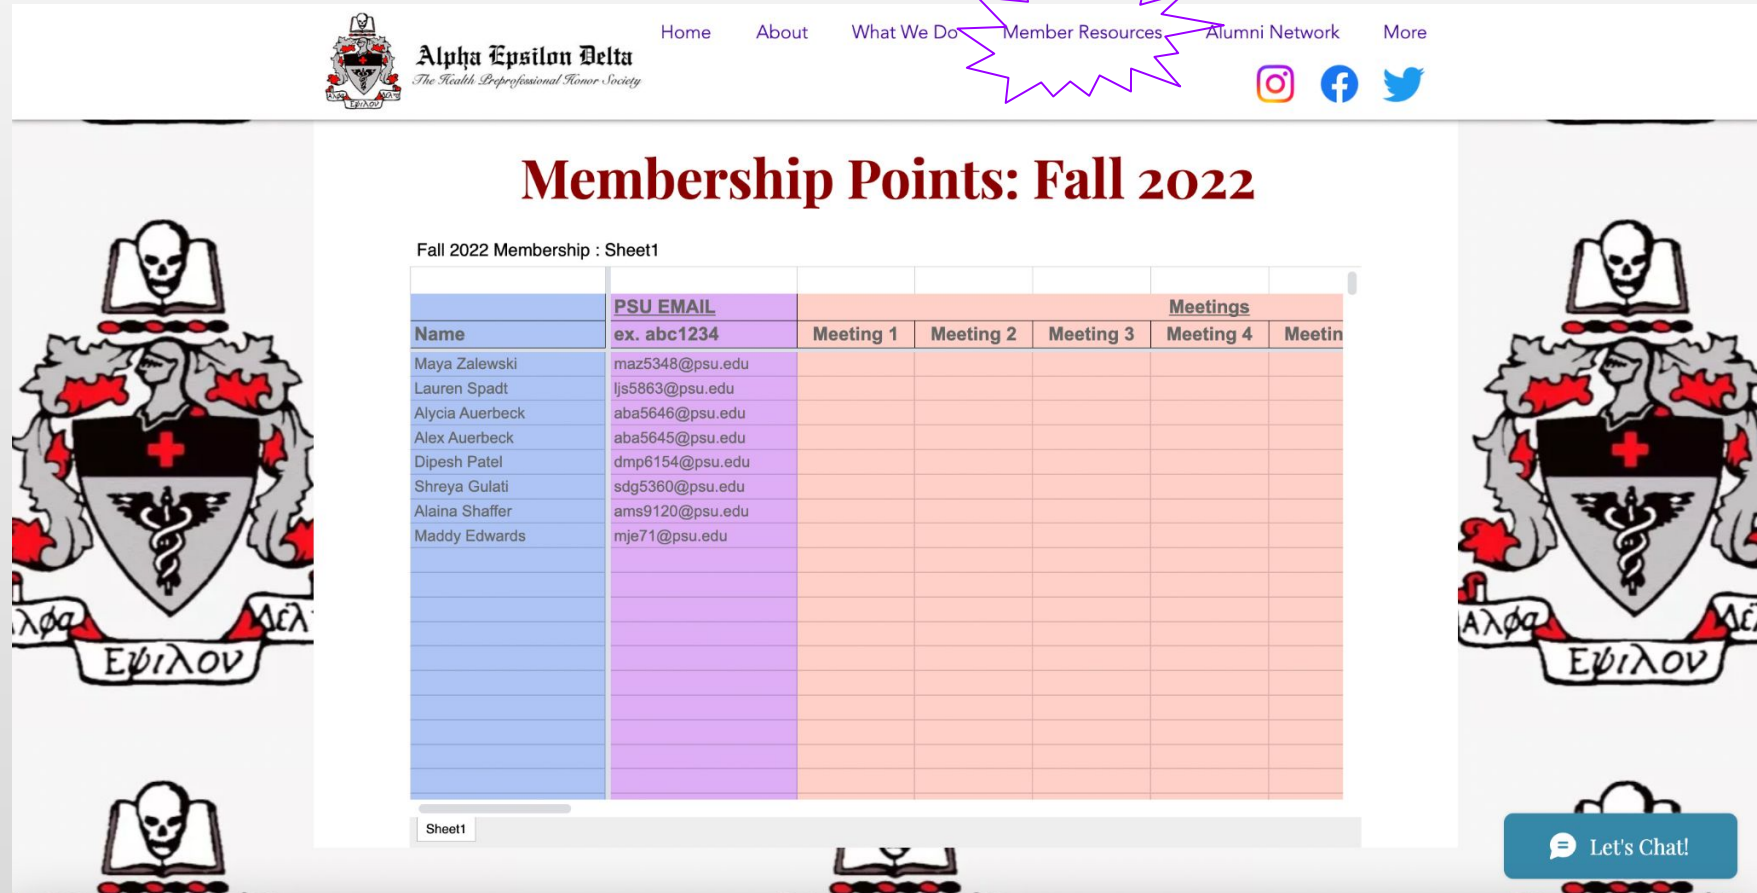 Home About What We Do Member Resources Alumni Network More
Alpha Epsilon Delta
The Health Preprofessional Honor Society
Membership Points: Fall 2022
Fall 2022 Membership : Sheet1
PSU EMAIL Meetings
Name ex. abc1234 Meeting 1 Meeting 2 Meeting 3 Meeting 4 Meetin
Maya Zalewski maz5348@psu.edu
Lauren Spadt ljs5863@psu.edu
Alycia Auerbeck aba5646@psu.edu
Alex Auerbeck aba5645@psu.edu
Dipesh Patel dmp6154@psu.edu
Shreya Gulati sdg5360@psu.edu
Alaina Shaffer ams9120@psu.edu
Maddy Edwards mje71@psu.edu
Sheet1
Let's Chat!
Εψιλον
Αλφα
Εψιλον